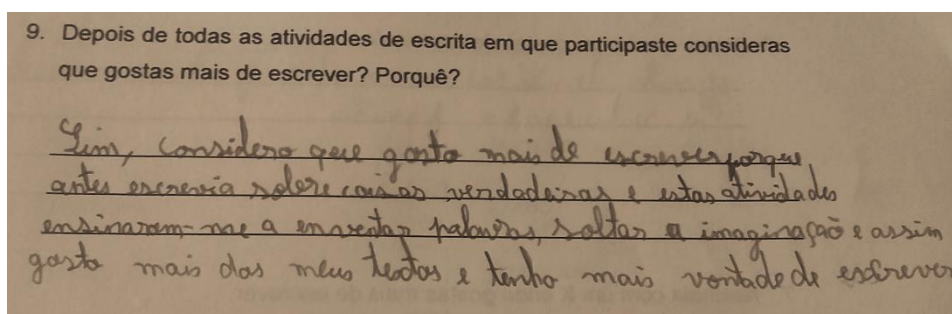 9. Depois de todas as atividades de escrita em que participaste consideras
que gostas mais de escrever? Porquê?
Sim, considero que gosto mais de escrever porque,
antes escrevia sobre coisas verdadeiras e estas atividades
ensinaram-me a enventar palavras, soltar a imaginação e assim
gosto mais dos meus textos e tenho mais vontade de escrever